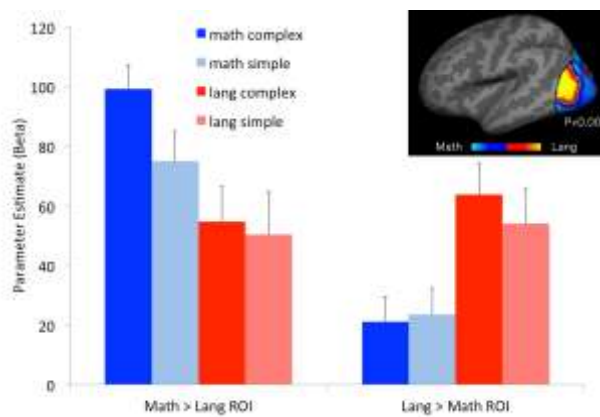 120
100
80
60
40
20
0
Parameter Estimate (Beta)
math complex
math simple
lang complex
lang simple
Math > Lang ROI
Lang > Math ROI
Math
Lang